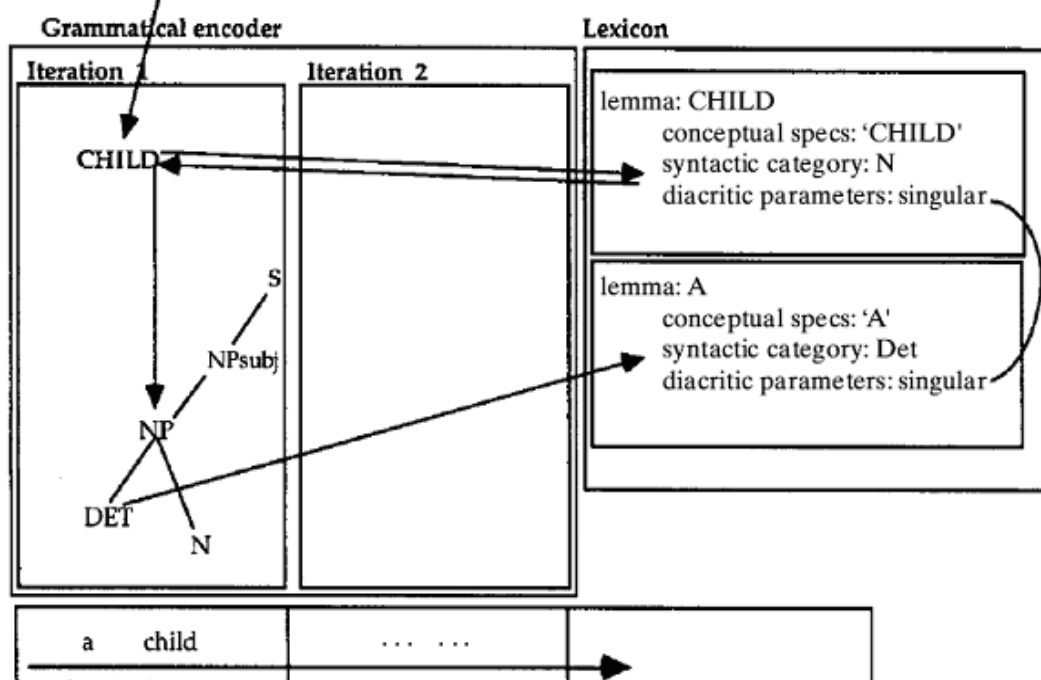 Grammatical encoder
Lexicon
Iteration 1
Iteration 2
CHILD
S
NPsubj
NP
DET
N
lemma: CHILD
conceptual specs: 'CHILD'
syntactic category: N
diacritic parameters: singular
lemma: A
conceptual specs: 'A'
syntactic category: Det
diacritic parameters: singular
a child
... ...